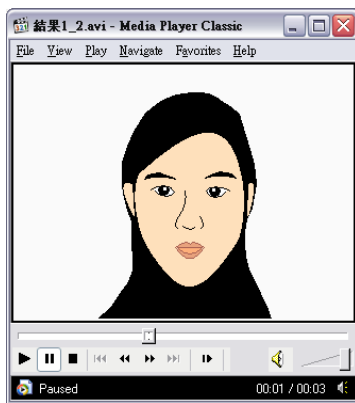 結果1_2.avi - Media Player Classic
File View Play Navigate Favorites Help
Paused 00:01 / 00:03